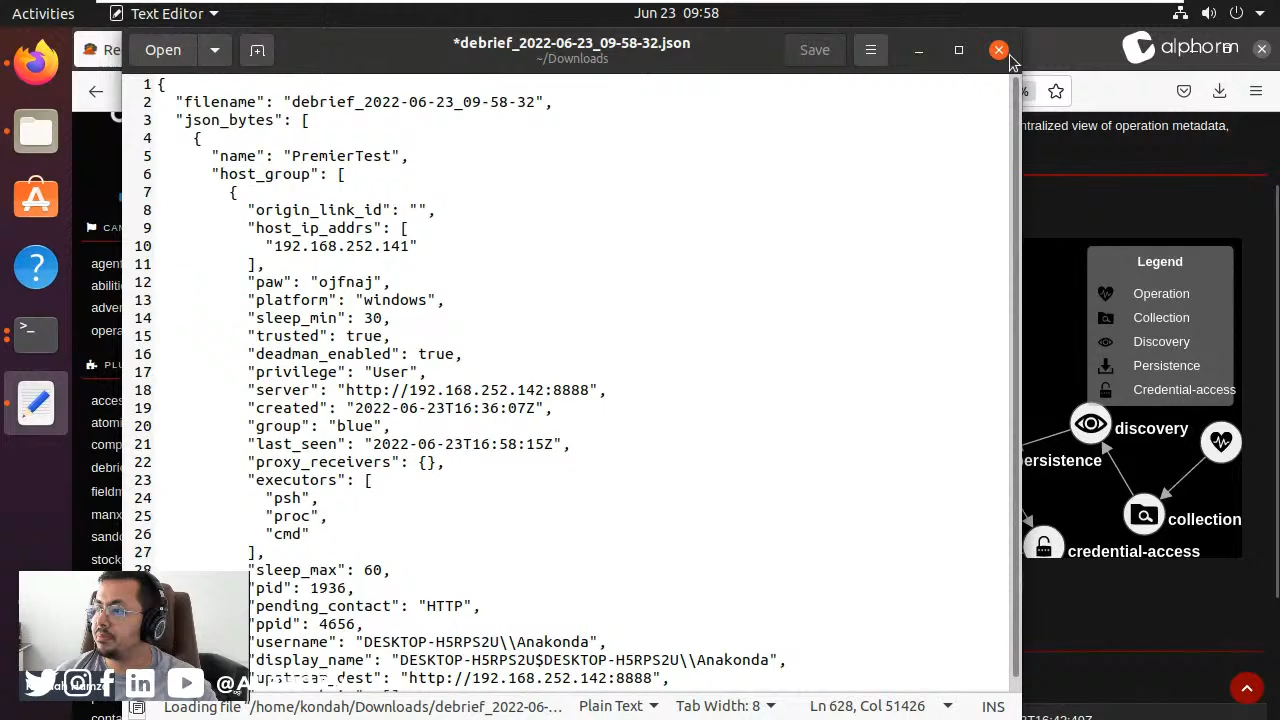 Activities
Text Editor
Jun 23 09:58
Open
*debrief_2022-06-23_09-58-32.json
~/Downloads
Save
alphorm
Re
%
1 {
2 "filename": "debrief_2022-06-23_09-58-32",
3 "json_bytes": [
4 {
5 "name": "PremierTest",
6 "host_group": [
7 {
8 "origin_link_id": "",
9 "host_ip_addrs": [
10 "192.168.252.141"
11 ],
12 "paw": "ojfnaj",
13 "platform": "windows",
14 "sleep_min": 30,
15 "trusted": true,
16 "deadman_enabled": true,
17 "privilege": "User",
18 "server": "http://192.168.252.142:8888",
19 "created": "2022-06-23T16:36:07Z",
20 "group": "blue",
21 "last_seen": "2022-06-23T16:58:15Z",
22 "proxy_receivers": {},
23 "executors": [
24 "psh",
25 "proc",
26 "cmd"
27 ],
28 "sleep_max": 60,
"pid": 1936,
"pending_contact": "HTTP",
"ppid": 4656,
"username": "DESKTOP-H5RPS2U\\Anakonda",
"display_name": "DESKTOP-H5RPS2U$DESKTOP-H5RPS2U\\Anakonda",
"upstream_dest": "http://192.168.252.142:8888",
Loading file "/home/kondah/Downloads/debrief_2022-06-…
Plain Text
Tab Width: 8
Ln 628, Col 51426
INS
CAM
agen
abiliti
adver
opera
PLU
acces
atomi
comp
debri
fieldm
manx
sand
stock
conta
ntralized view of operation metadata,
Legend
Operation
Collection
Discovery
Persistence
Credential-access
discovery
ersistence
collection
credential-access
@A